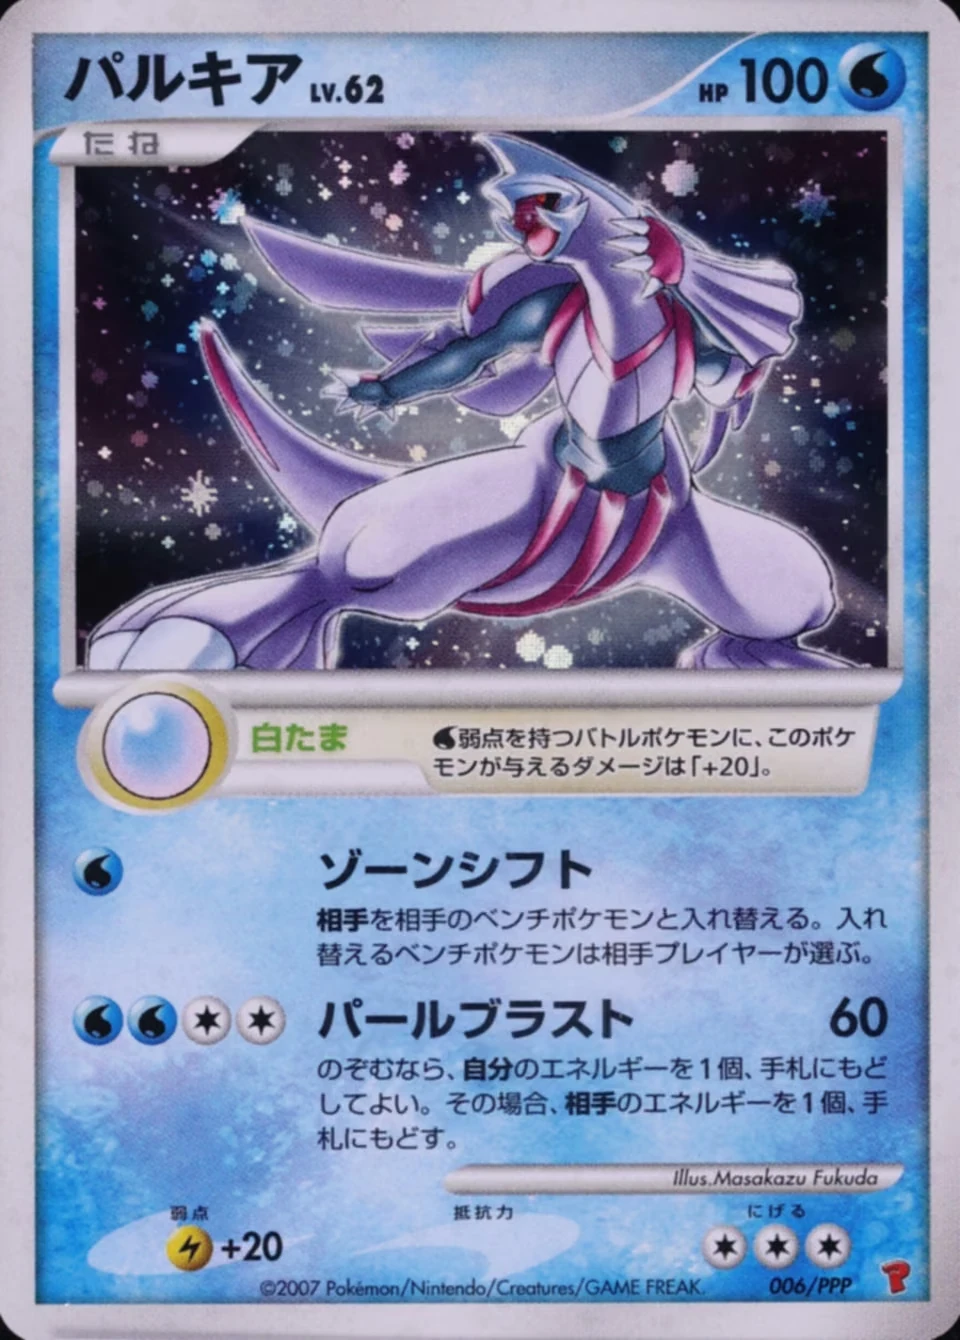 パルキア LV.62 HP 100
たね
白たま
弱点を持つバトルポケモンに、このポケ
モンが与えるダメージは「+20」。
ゾーンシフト
相手を相手のベンチポケモンと入れ替える。入れ
替えるベンチポケモンは相手プレイヤーが選ぶ。
パールブラスト 60
のぞむなら、自分のエネルギーを1個、手札にもど
してよい。その場合、相手のエネルギーを1個、手
札にもどす。
Illus.Masakazu Fukuda
弱点 抵抗力 にげる
+20
©2007 Pokémon/Nintendo/Creatures/GAME FREAK. 006/PPP